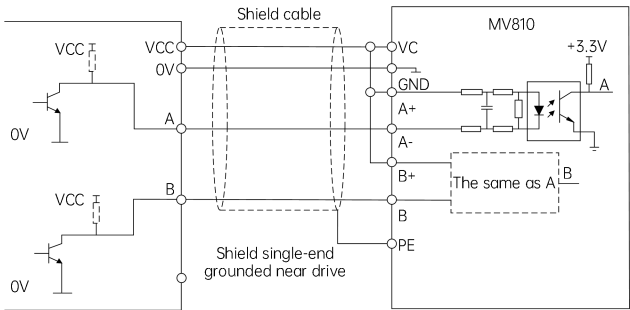 Shield cable
MV810
VCC
VCC
VC
0V
+3.3V
GND
A
A+
A
0V
A-
B+
The same as A
B
VCC
B
B
Shield single-end
grounded near drive
PE
0V